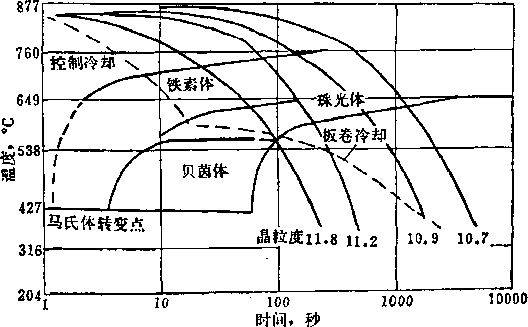 877
控制冷却
760
铁素体
649
珠光体
板卷冷却
538
贝茵体
427
马氏体转变点
晶粒度11.8 11.2 10.9 10.7
316
204
温度，°C
1 10 100 1000 10000
时间，秒